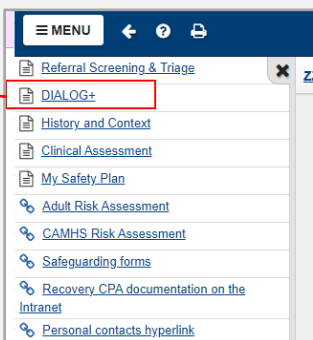 MENU
Referral Screening & Triage
DIALOG+
History and Context
Clinical Assessment
My Safety Plan
Adult Risk Assessment
CAMHS Risk Assessment
Safeguarding forms
Recovery CPA documentation on the
Intranet
Personal contacts hyperlink